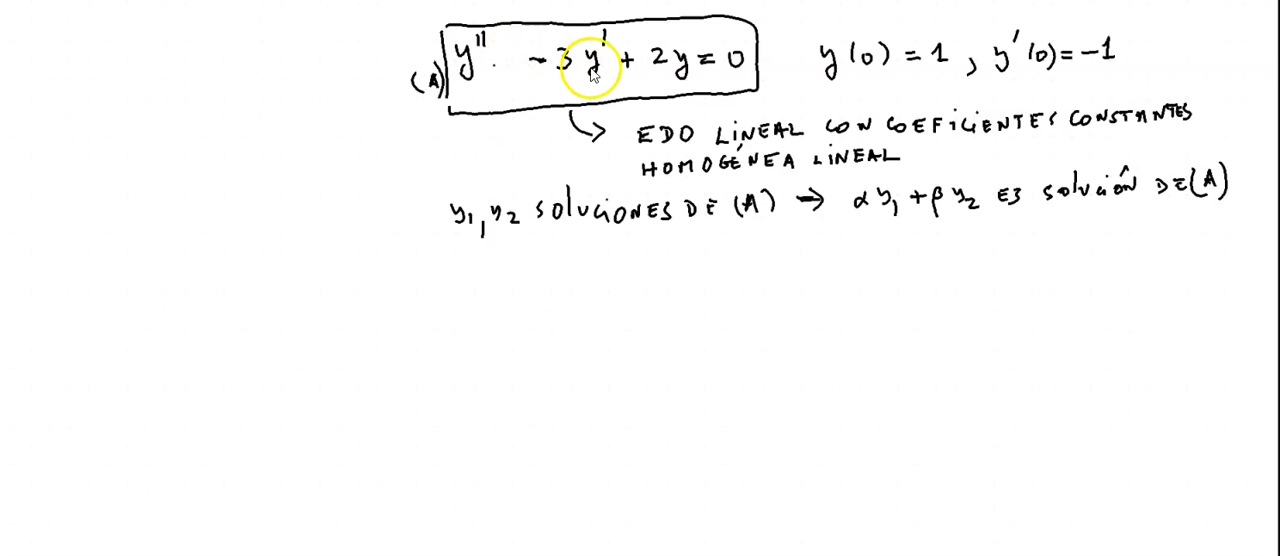 (A) y'' - 3y' + 2y = 0 y(0) = 1, y'(0) = -1
EDO LINEAL CON COEFICIENTES CONSTANTES
HOMOGÉNEA LINEAL
y₁, y₂ SOLUCIONES DE (A) → αy₁ + βy₂ ES SOLUCIÓN DE (A)